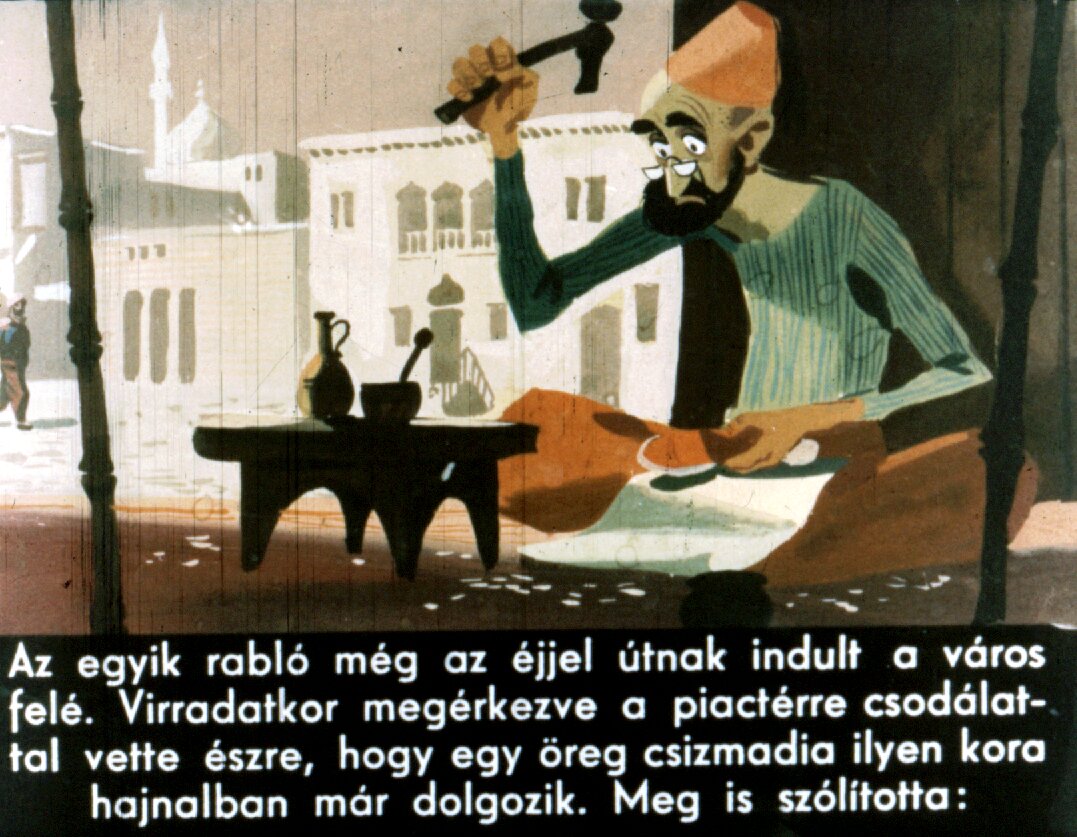 Az egyik rabló még az éjjel útnak indult a város
felé. Virradatkor megérkezve a piactérre csodálat-
tal vette észre, hogy egy öreg csizmadia ilyen kora
hajnalban már dolgozik. Meg is szólította: